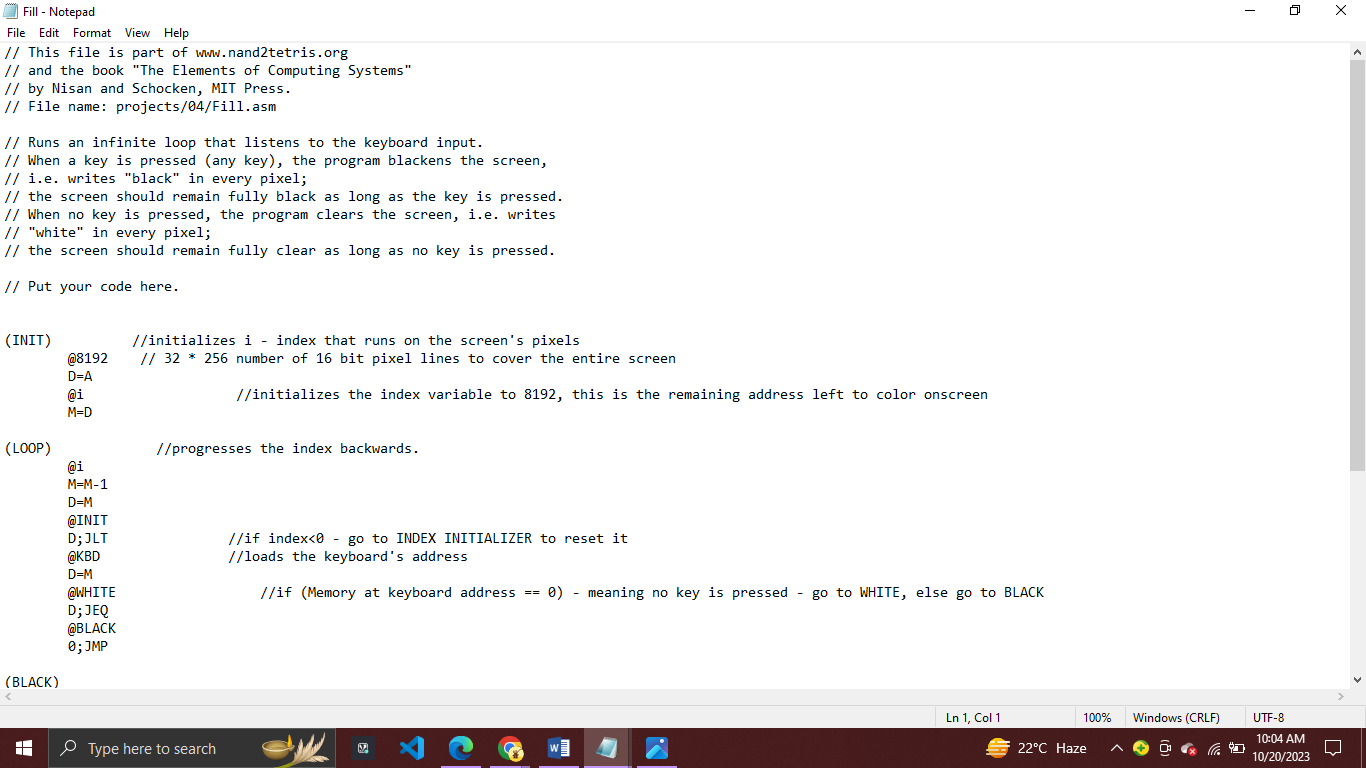 Fill - Notepad
File Edit Format View Help
// This file is part of www.nand2tetris.org
// and the book "The Elements of Computing Systems"
// by Nisan and Schocken, MIT Press.
// File name: projects/04/Fill.asm
// Runs an infinite loop that listens to the keyboard input.
// When a key is pressed (any key), the program blackens the screen,
// i.e. writes "black" in every pixel;
// the screen should remain fully black as long as the key is pressed.
// When no key is pressed, the program clears the screen, i.e. writes
// "white" in every pixel;
// the screen should remain fully clear as long as no key is pressed.
// Put your code here.
(INIT) //initializes i - index that runs on the screen's pixels
@8192 // 32 * 256 number of 16 bit pixel lines to cover the entire screen
D=A
@i //initializes the index variable to 8192, this is the remaining address left to color onscreen
M=D
(LOOP) //progresses the index backwards.
@i
M=M-1
D=M
@INIT
D;JLT //if index<0 - go to INDEX INITIALIZER to reset it
@KBD //loads the keyboard's address
D=M
@WHITE //if (Memory at keyboard address == 0) - meaning no key is pressed - go to WHITE, else go to BLACK
D;JEQ
@BLACK
0;JMP
(BLACK)
Ln 1, Col 1 100% Windows (CRLF) UTF-8
Type here to search
22°C Haze
10:04 AM
10/20/2023